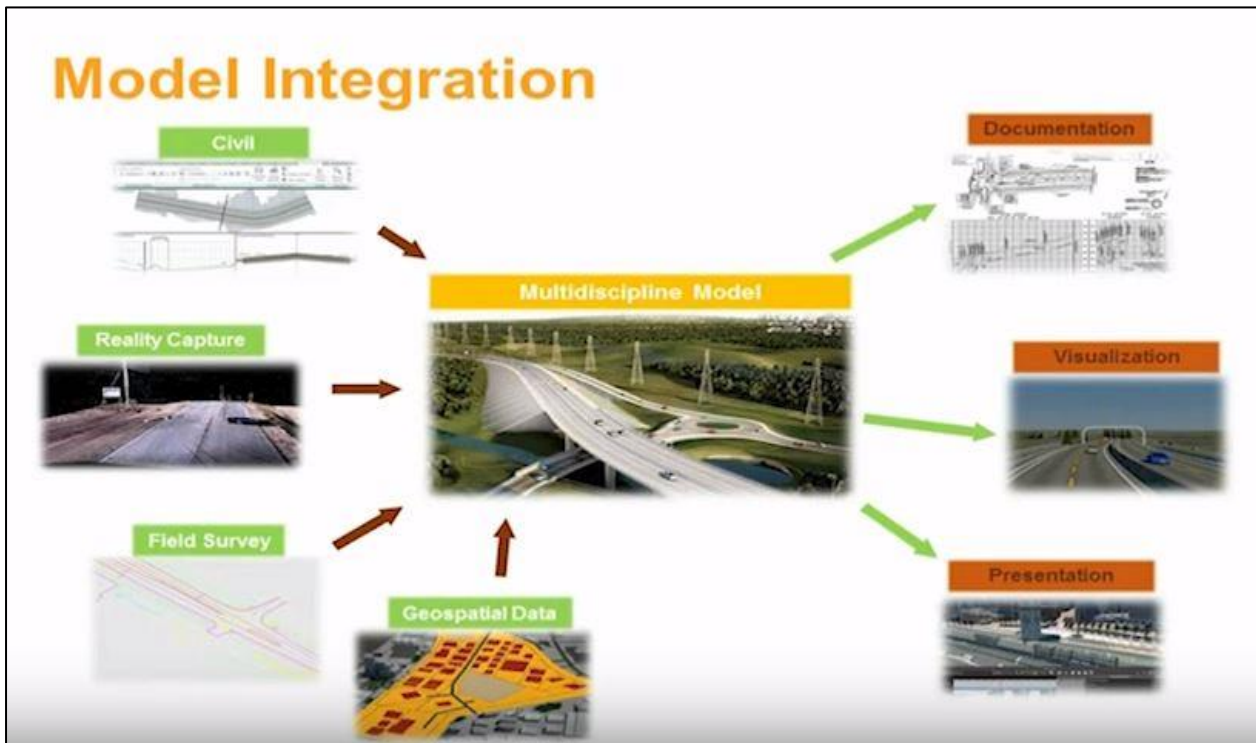 Model Integration
Civil
Documentation
Multidiscipline Model
Reality Capture
Visualization
Field Survey
Presentation
Geospatial Data